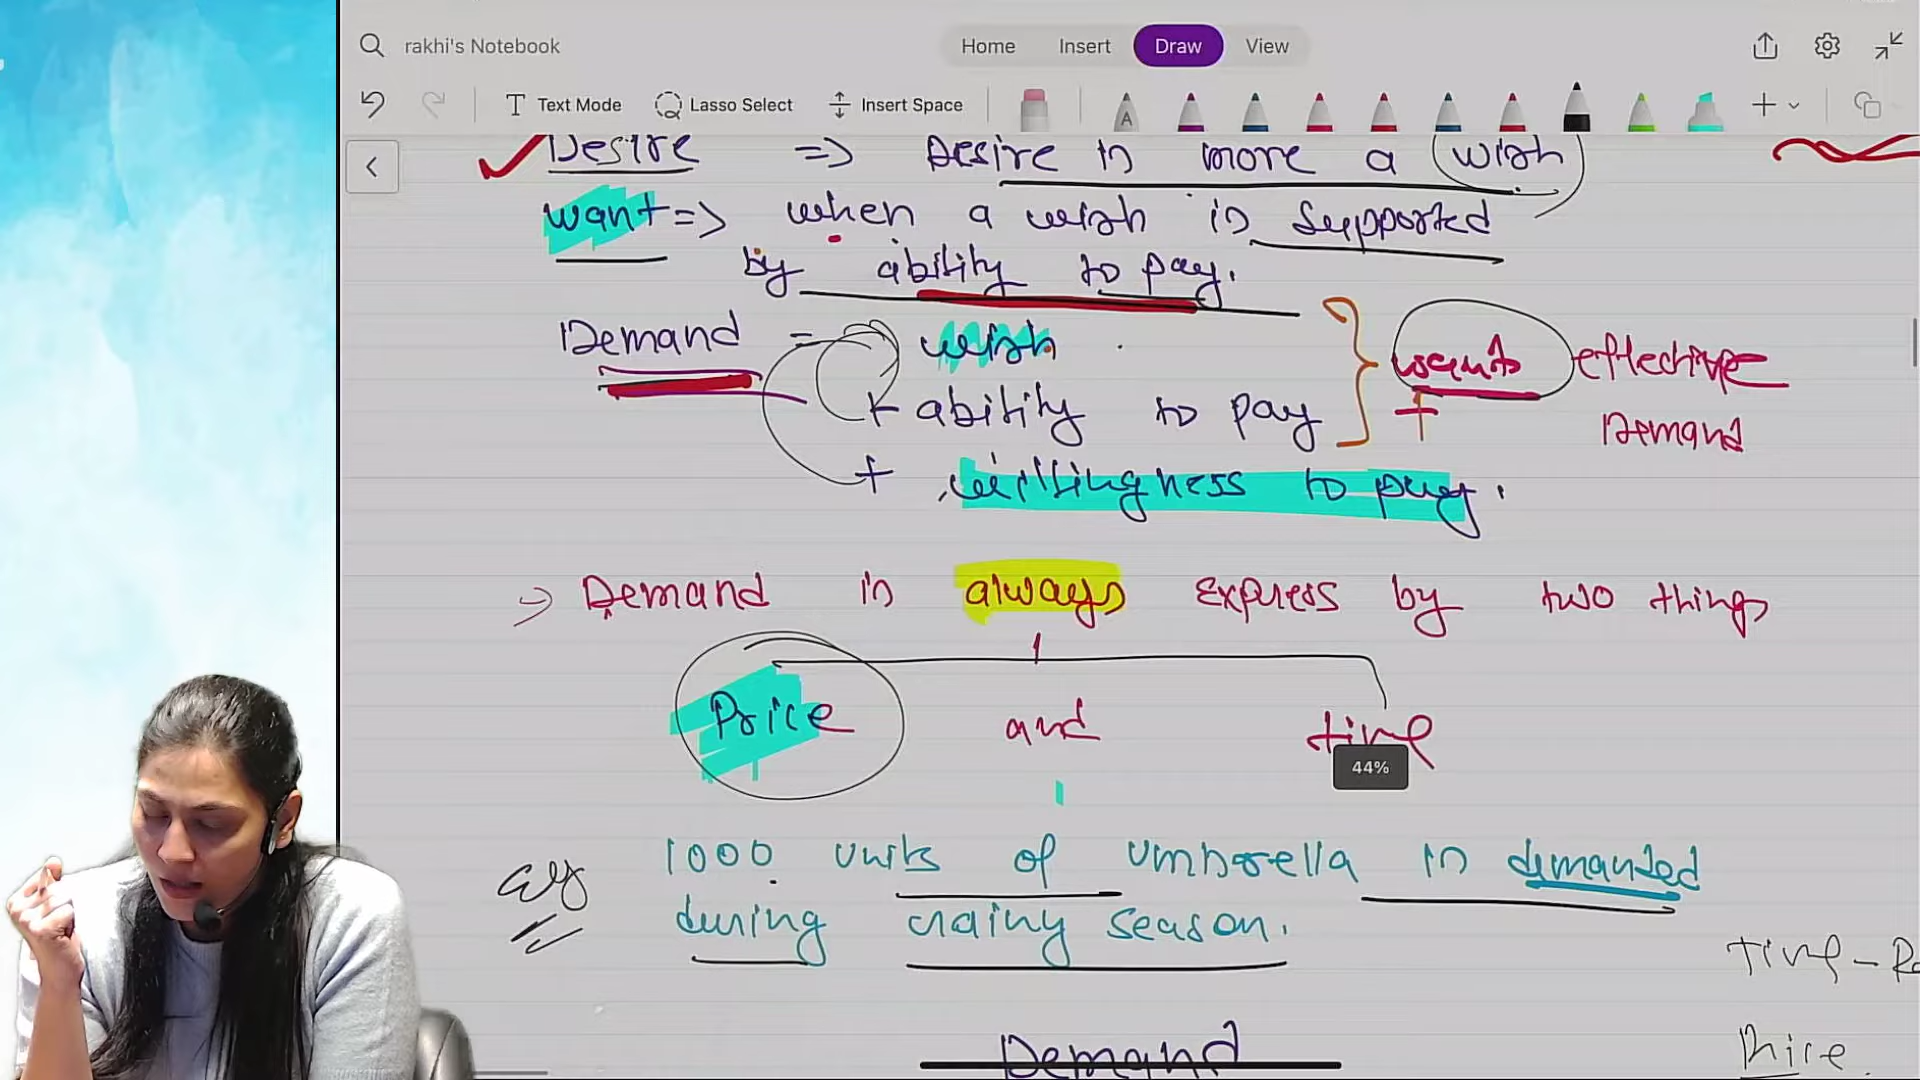 rakhi's Notebook
Home Insert Draw View
Text Mode Lasso Select Insert Space
A
Desire => Desire is more a wish
want => when a wish is supported
by ability to pay.
Demand = wish
+ ability to pay
+ willingness to pay.
wants effective
+ Demand
=> Demand is always express by two things
Price and time
44%
eg 1000 units of umbrella is demanded
during rainy season.
Time -
Demand
Price